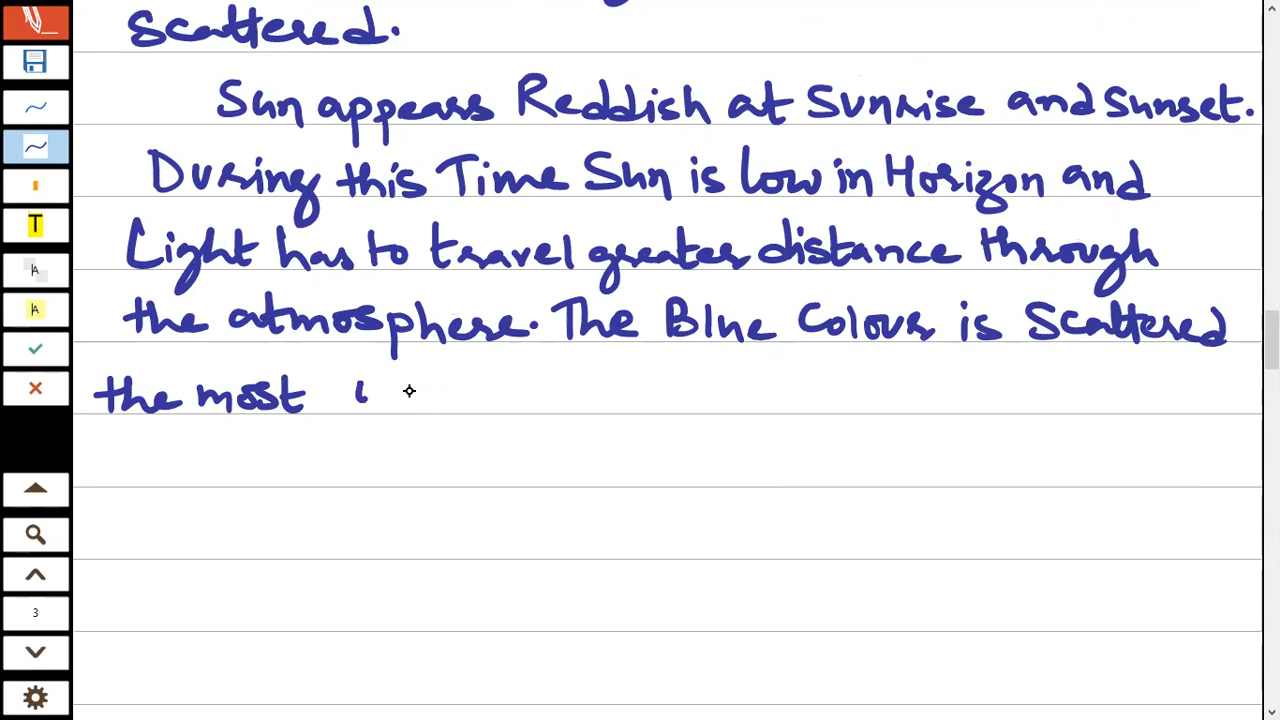 Scattered.
Sun appears Reddish at Sunrise and Sunset.
During this Time Sun is low in Horizon and
Light has to travel greater distance through
the atmosphere. The Blue Colour is Scattered
the most
T
A
A
3